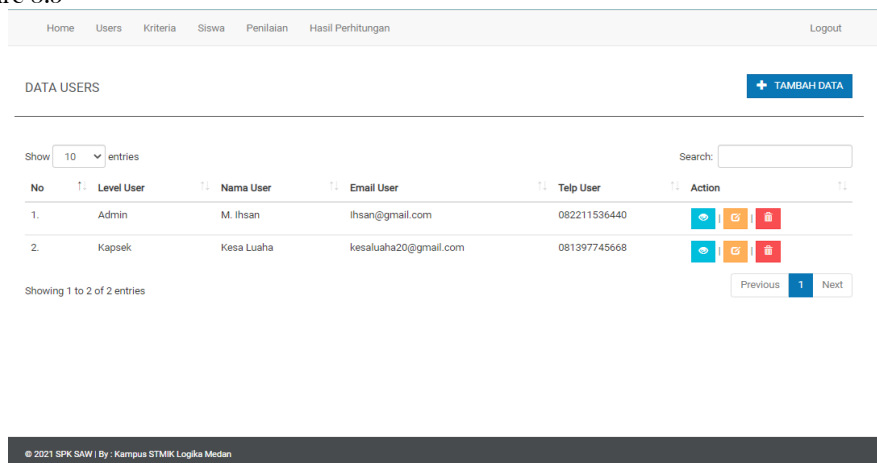 Home Users Kriteria Siswa Penilaian Hasil Perhitungan Logout
DATA USERS TAMBAH DATA
Show 10 entries Search:
No Level User Nama User Email User Telp User Action
1. Admin M. Ihsan Ihsan@gmail.com 082211536440 | |
2. Kapsek Kesa Luaha kesaluaha20@gmail.com 081397745668 | |
Showing 1 to 2 of 2 entries Previous 1 Next
© 2021 SPK SAW | By : Kampus STMIK Logika Medan